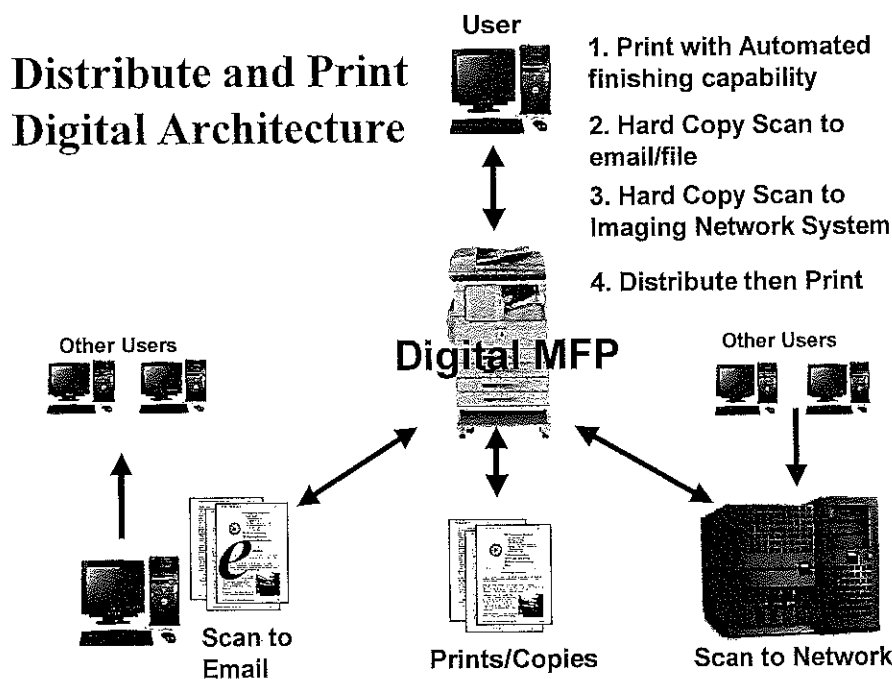 Distribute and Print
Digital Architecture
User
1. Print with Automated
finishing capability
2. Hard Copy Scan to
email/file
3. Hard Copy Scan to
Imaging Network System
4. Distribute then Print
Digital MFP
Other Users
Other Users
e
Scan to
Email
Prints/Copies
Scan to Network